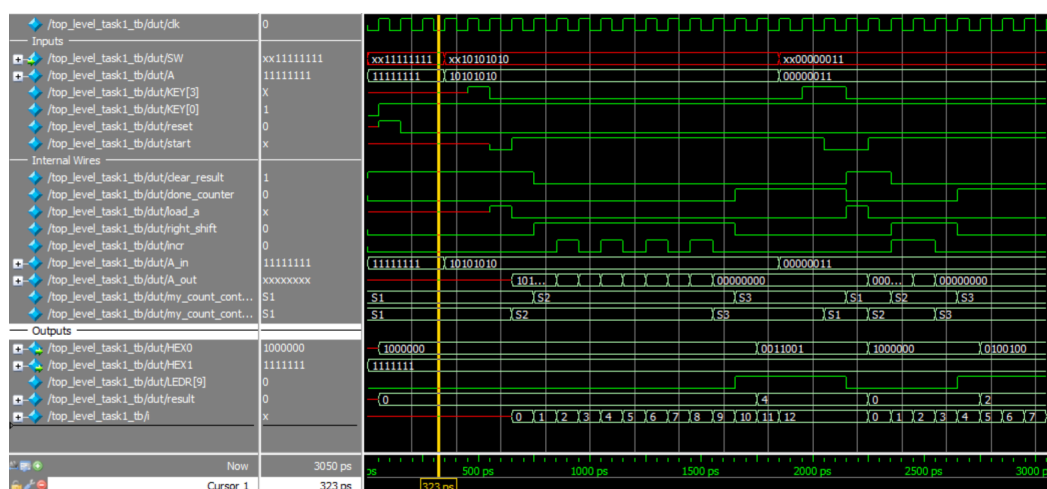 /top_level_task1_tb/dut/clk 0
Inputs
/top_level_task1_tb/dut/SW xx11111111 xx11111111 xx10101010 xx00000011
/top_level_task1_tb/dut/A 11111111 11111111 10101010 00000011
/top_level_task1_tb/dut/KEY[3] X
/top_level_task1_tb/dut/KEY[0] 1
/top_level_task1_tb/dut/reset 0
/top_level_task1_tb/dut/start x
Internal Wires
/top_level_task1_tb/dut/clear_result 1
/top_level_task1_tb/dut/done_counter 0
/top_level_task1_tb/dut/load_a x
/top_level_task1_tb/dut/right_shift 0
/top_level_task1_tb/dut/incr 0
/top_level_task1_tb/dut/A_in 11111111 11111111 10101010 00000011
/top_level_task1_tb/dut/A_out xxxxxxxx 101... 00000000 000... 00000000
/top_level_task1_tb/dut/my_count_cont... S1 S1 S2 S3 S1 S2 S3
/top_level_task1_tb/dut/my_count_cont... S1 S1 S2 S3 S1 S2 S3
Outputs
/top_level_task1_tb/dut/HEX0 1000000 1000000 0011001 1000000 0100100
/top_level_task1_tb/dut/HEX1 1111111 1111111
/top_level_task1_tb/dut/LEDR[9] 0
/top_level_task1_tb/dut/result 0 0 4 0 2
/top_level_task1_tb/i x 0 1 2 3 4 5 6 7 8 9 10 11 12 0 1 2 3 4 5 6 7
Now 3050 ps ps 500 ps 1000 ps 1500 ps 2000 ps 2500 ps 3000 p
Cursor 1 323 ps 323 ps